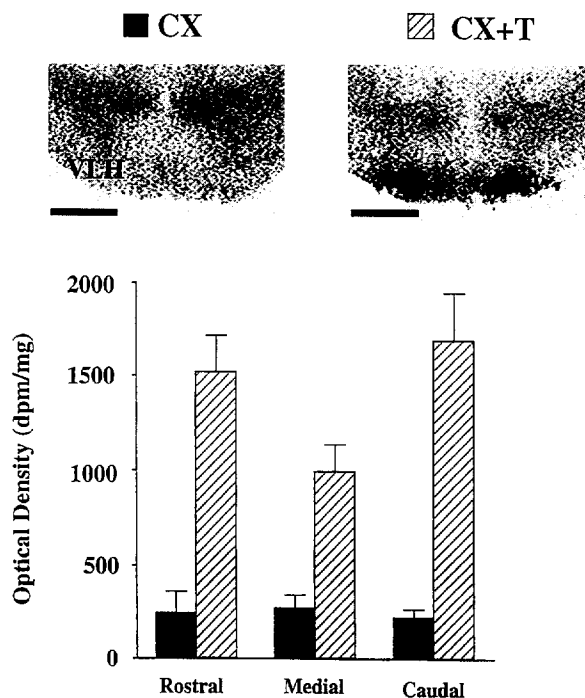 CX CX+T
VLH
Optical Density (dpm/mg)
2000
1500
1000
500
0
Rostral Medial Caudal